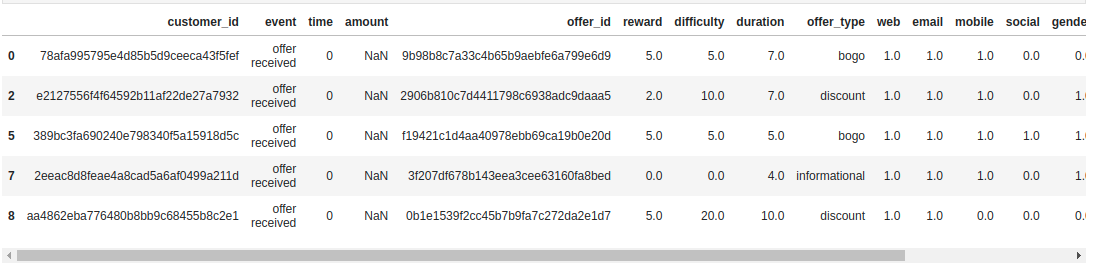 customer_id event time amount offer_id reward difficulty duration offer_type web email mobile social gende
0 78afa995795e4d85b5d9ceeca43f5fef offer received 0 NaN 9b98b8c7a33c4b65b9aebfe6a799e6d9 5.0 5.0 7.0 bogo 1.0 1.0 1.0 0.0 0.
2 e2127556f4f64592b11af22de27a7932 offer received 0 NaN 2906b810c7d4411798c6938adc9daaa5 2.0 10.0 7.0 discount 1.0 1.0 1.0 0.0 1.
5 389bc3fa690240e798340f5a15918d5c offer received 0 NaN f19421c1d4aa40978ebb69ca19b0e20d 5.0 5.0 5.0 bogo 1.0 1.0 1.0 1.0 1.
7 2eeac8d8feae4a8cad5a6af0499a211d offer received 0 NaN 3f207df678b143eea3cee63160fa8bed 0.0 0.0 4.0 informational 1.0 1.0 1.0 0.0 1.
8 aa4862eba776480b8bb9c68455b8c2e1 offer received 0 NaN 0b1e1539f2cc45b7b9fa7c272da2e1d7 5.0 20.0 10.0 discount 1.0 1.0 0.0 0.0 0.